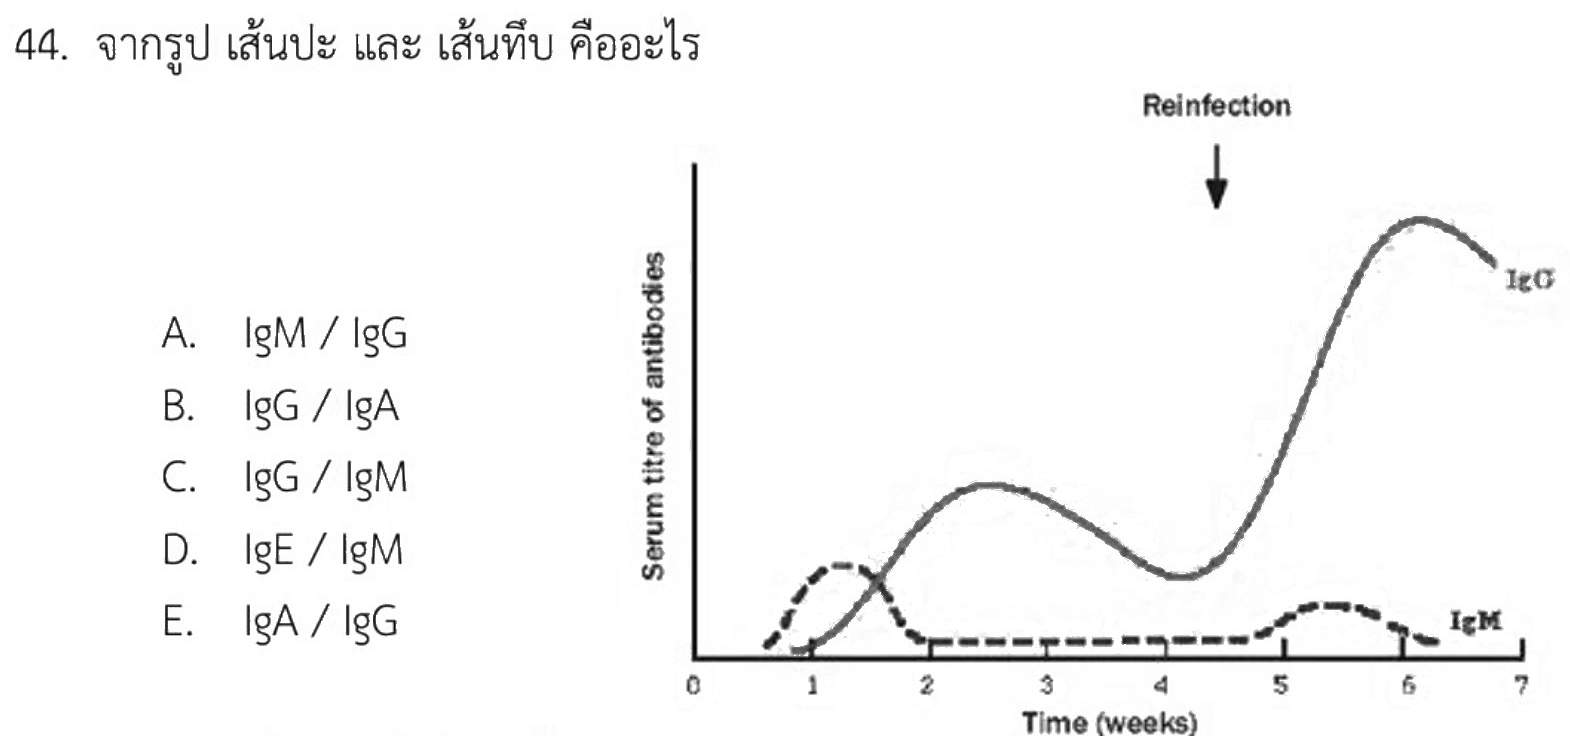 44. จากรูป เส้นปะ และ เส้นทึบ คืออะไร
Reinfection
A. IgM / IgG
B. IgG / IgA
C. IgG / IgM
D. IgE / IgM
E. IgA / IgG
Serum titre of antibodies
IgG
IgM
0 1 2 3 4 5 6 7
Time (weeks)